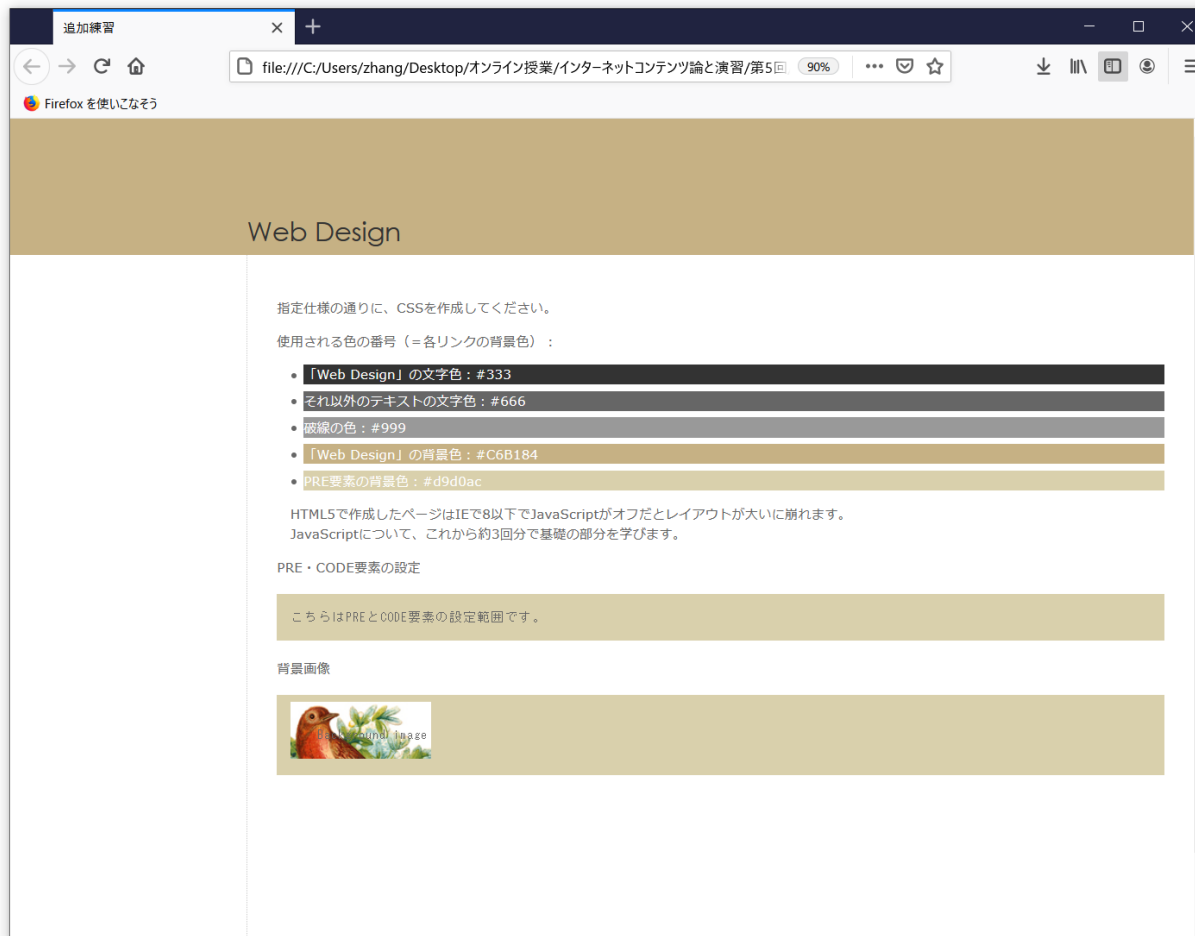 追加練習
file:///C:/Users/zhang/Desktop/オンライン授業/インターネットコンテンツ論と演習/第5回
90%
Firefox を使いこなそう
Web Design
指定仕様の通りに、CSSを作成してください。
使用される色の番号（＝各リンクの背景色）：
「Web Design」の文字色：#333
それ以外のテキストの文字色：#666
破線の色：#999
「Web Design」の背景色：#C6B184
PRE要素の背景色：#d9d0ac
HTML5で作成したページはIEで8以下でJavaScriptがオフだとレイアウトが大いに崩れます。
JavaScriptについて、これから約3回分で基礎の部分を学びます。
PRE・CODE要素の設定
こちらはPREとCODE要素の設定範囲です。
背景画像
Background image